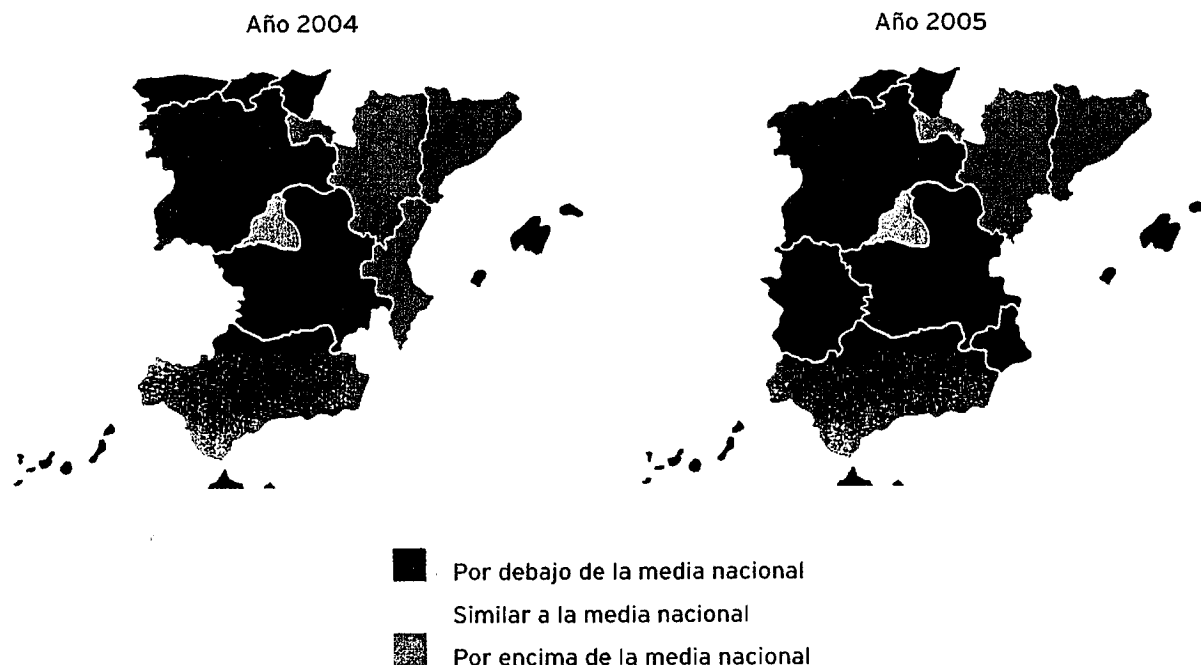 Año 2004
Año 2005
Por debajo de la media nacional
Similar a la media nacional
Por encima de la media nacional